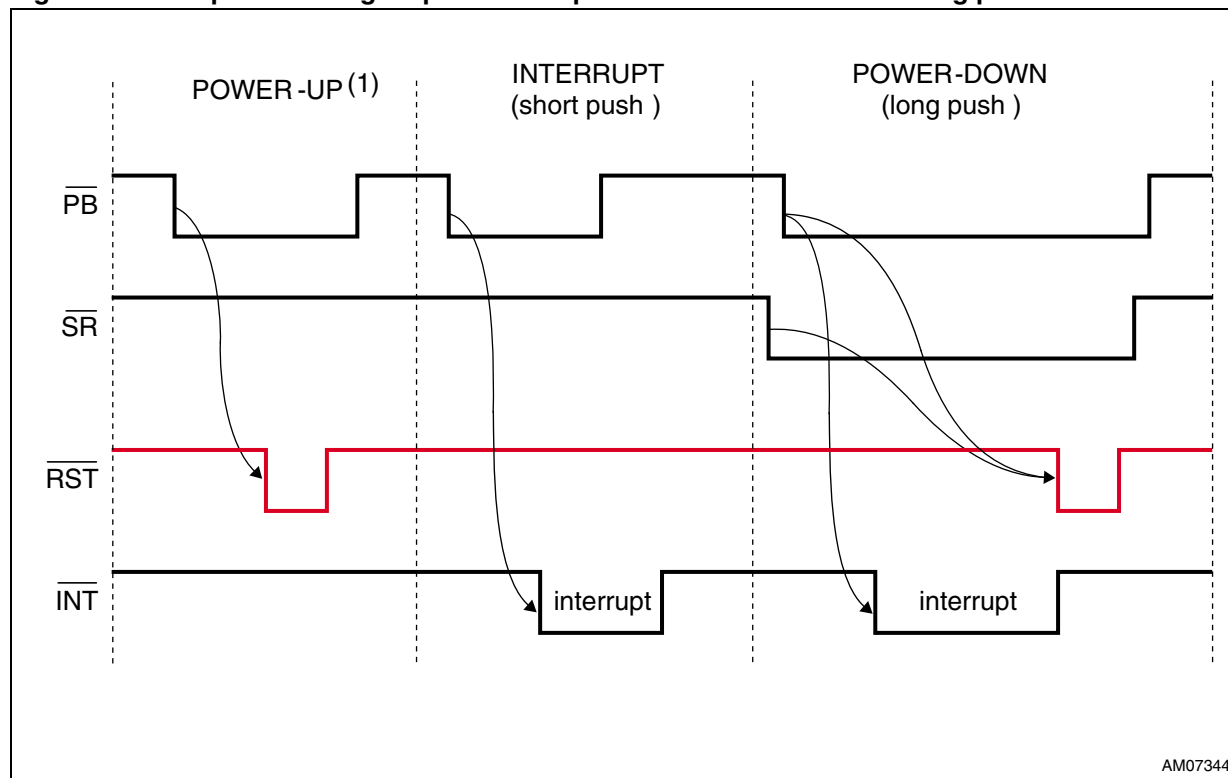 POWER-UP(1)
INTERRUPT
(short push )
POWER-DOWN
(long push )
PB
SR
RST
INT
interrupt
interrupt
AM07344